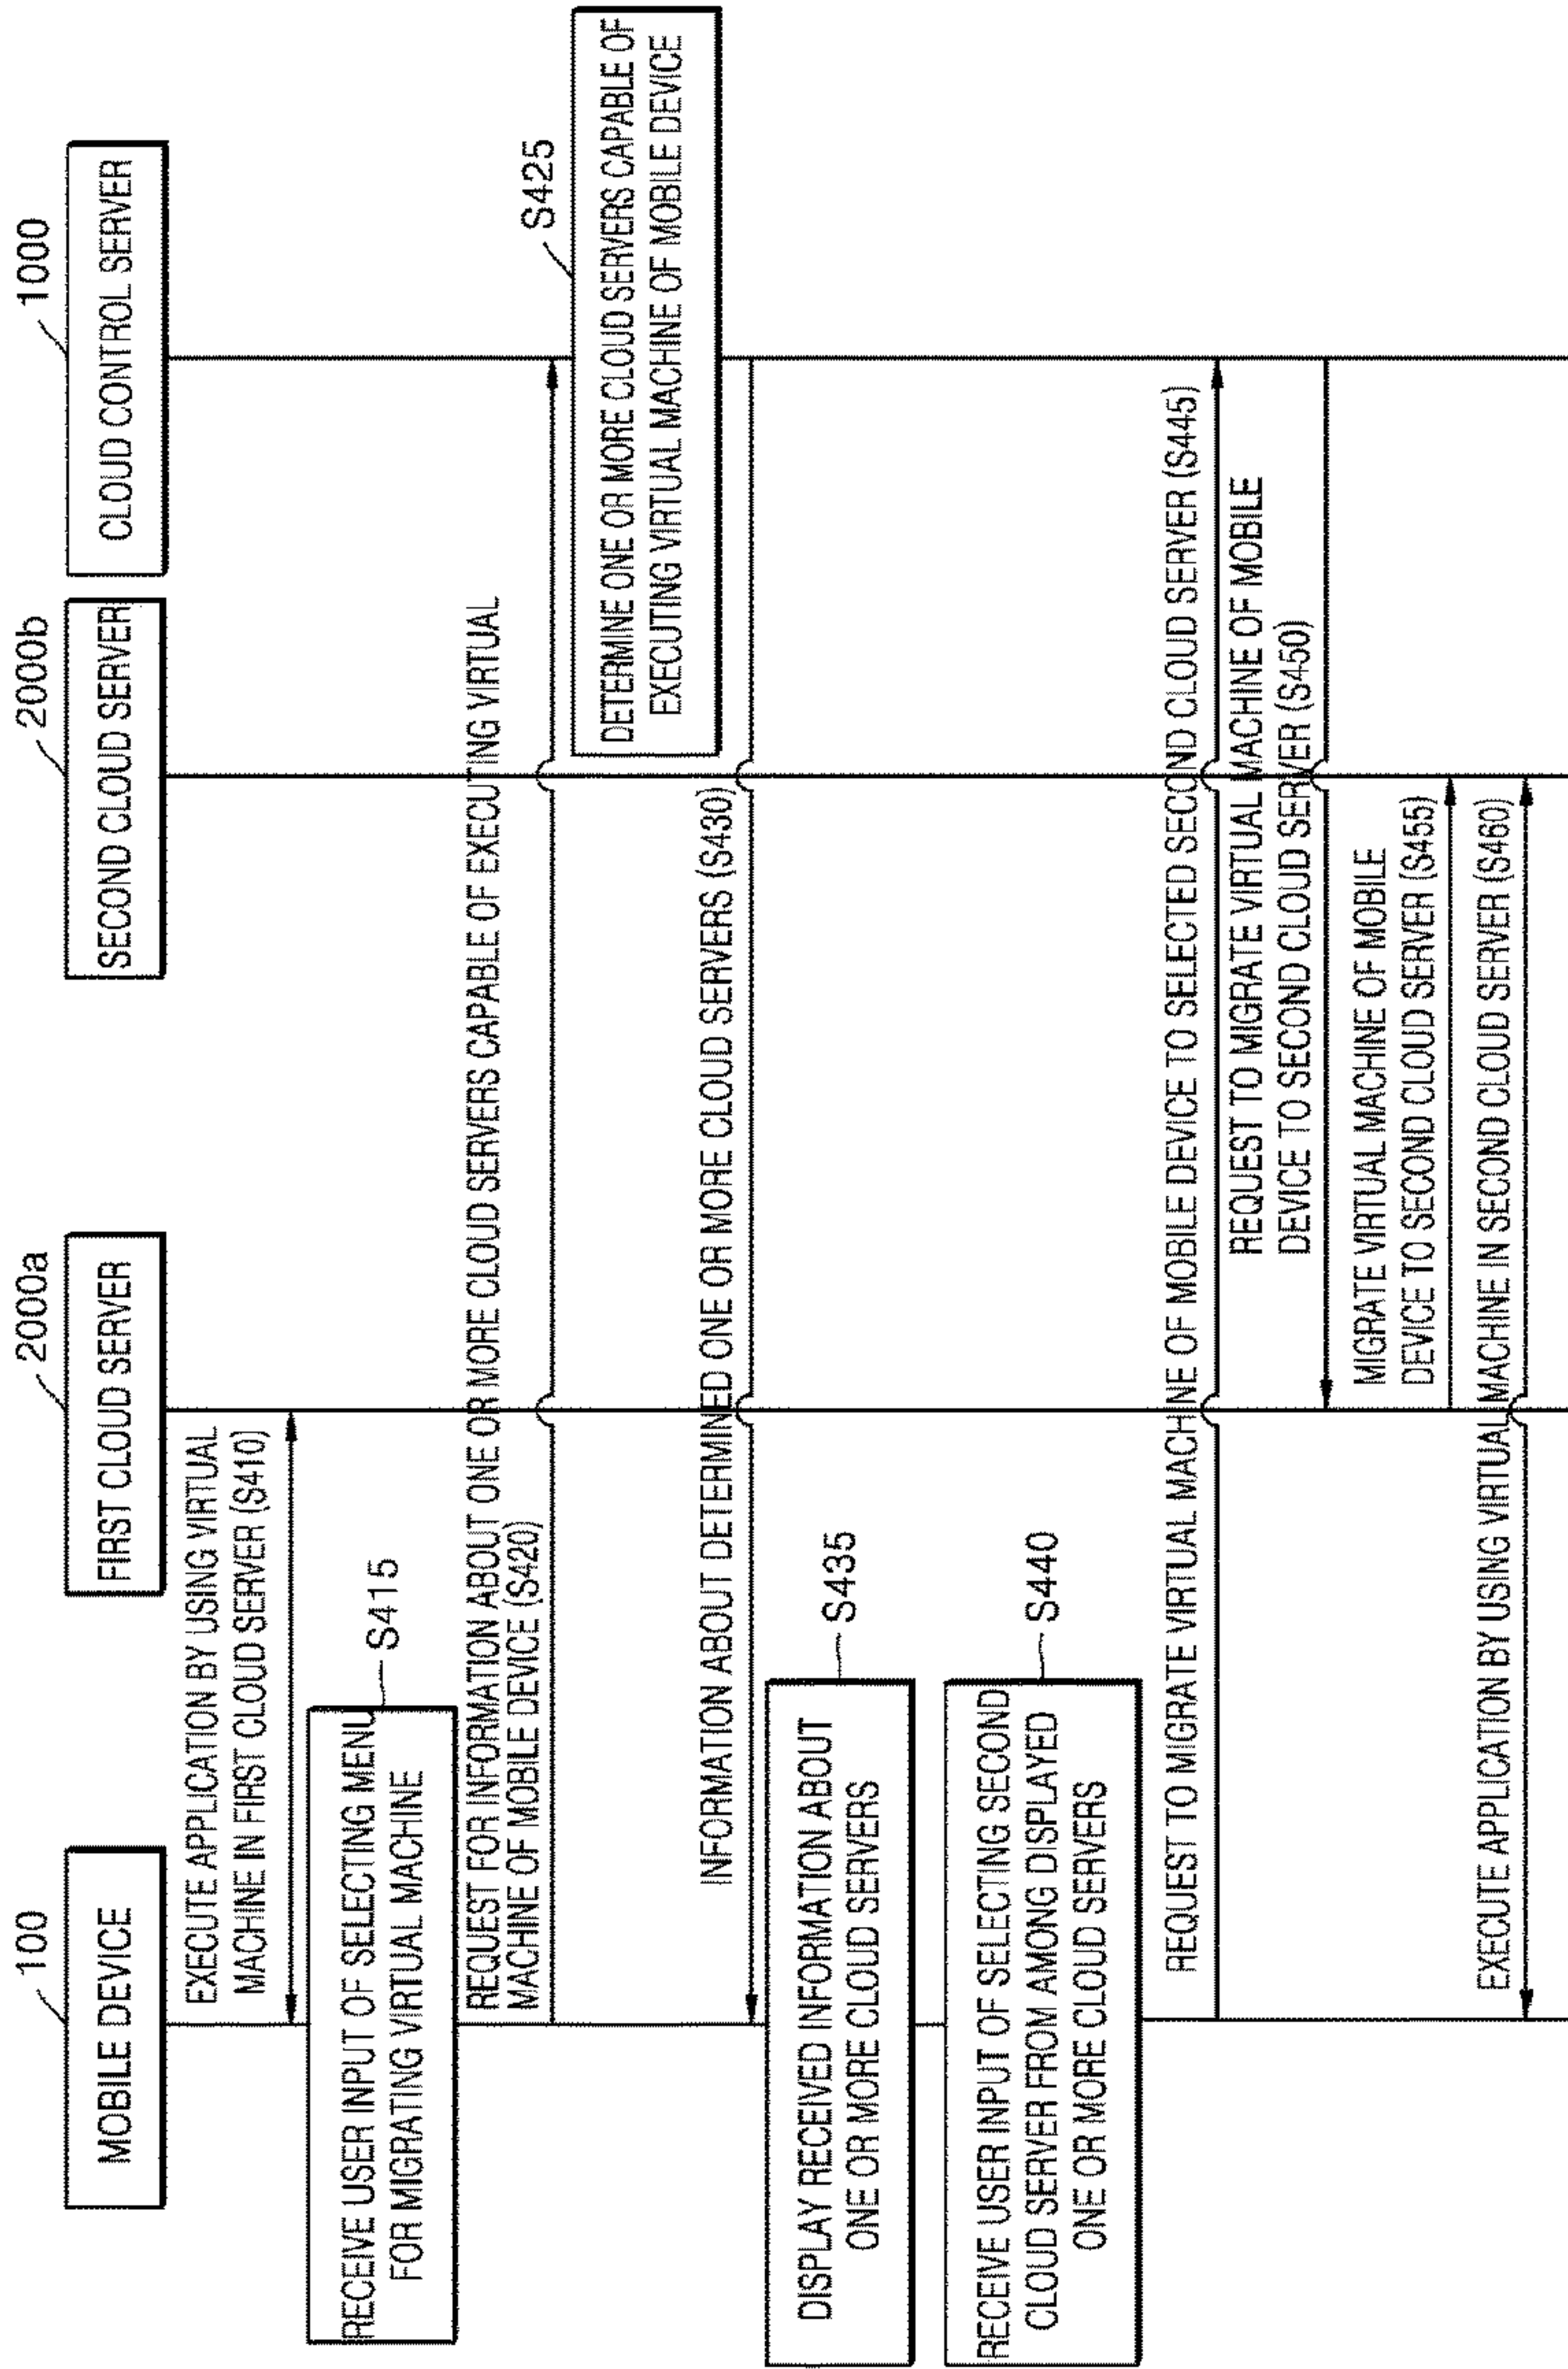 100
MOBILE DEVICE
2000a
FIRST CLOUD SERVER
2000b
SECOND CLOUD SERVER
1000
CLOUD CONTROL SERVER
EXECUTE APPLICATION BY USING VIRTUAL
MACHINE IN FIRST CLOUD SERVER (S410)
S415
RECEIVE USER INPUT OF SELECTING MENU
FOR MIGRATING VIRTUAL MACHINE
REQUEST FOR INFORMATION ABOUT ONE OR MORE CLOUD SERVERS CAPABLE OF EXECUTING VIRTUAL
MACHINE OF MOBILE DEVICE (S420)
S425
DETERMINE ONE OR MORE CLOUD SERVERS CAPABLE OF
EXECUTING VIRTUAL MACHINE OF MOBILE DEVICE
INFORMATION ABOUT DETERMINED ONE OR MORE CLOUD SERVERS (S430)
S435
DISPLAY RECEIVED INFORMATION ABOUT
ONE OR MORE CLOUD SERVERS
S440
RECEIVE USER INPUT OF SELECTING SECOND
CLOUD SERVER FROM AMONG DISPLAYED
ONE OR MORE CLOUD SERVERS
REQUEST TO MIGRATE VIRTUAL MACHINE OF MOBILE DEVICE TO SELECTED SECOND CLOUD SERVER (S445)
REQUEST TO MIGRATE VIRTUAL MACHINE OF MOBILE
DEVICE TO SECOND CLOUD SERVER (S450)
MIGRATE VIRTUAL MACHINE OF MOBILE
DEVICE TO SECOND CLOUD SERVER (S455)
EXECUTE APPLICATION BY USING VIRTUAL MACHINE IN SECOND CLOUD SERVER (S460)